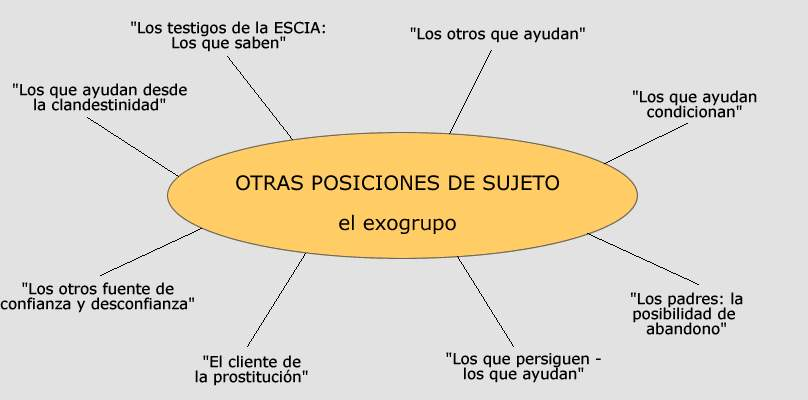 "Los testigos de la ESCIA:
Los que saben"
"Los otros que ayudan"
"Los que ayudan desde
la clandestinidad"
"Los que ayudan
condicionan"
OTRAS POSICIONES DE SUJETO
el exogrupo
"Los otros fuente de
confianza y desconfianza"
"Los padres: la
posibilidad de
abandono"
"El cliente de
la prostitución"
"Los que persiguen -
los que ayudan"